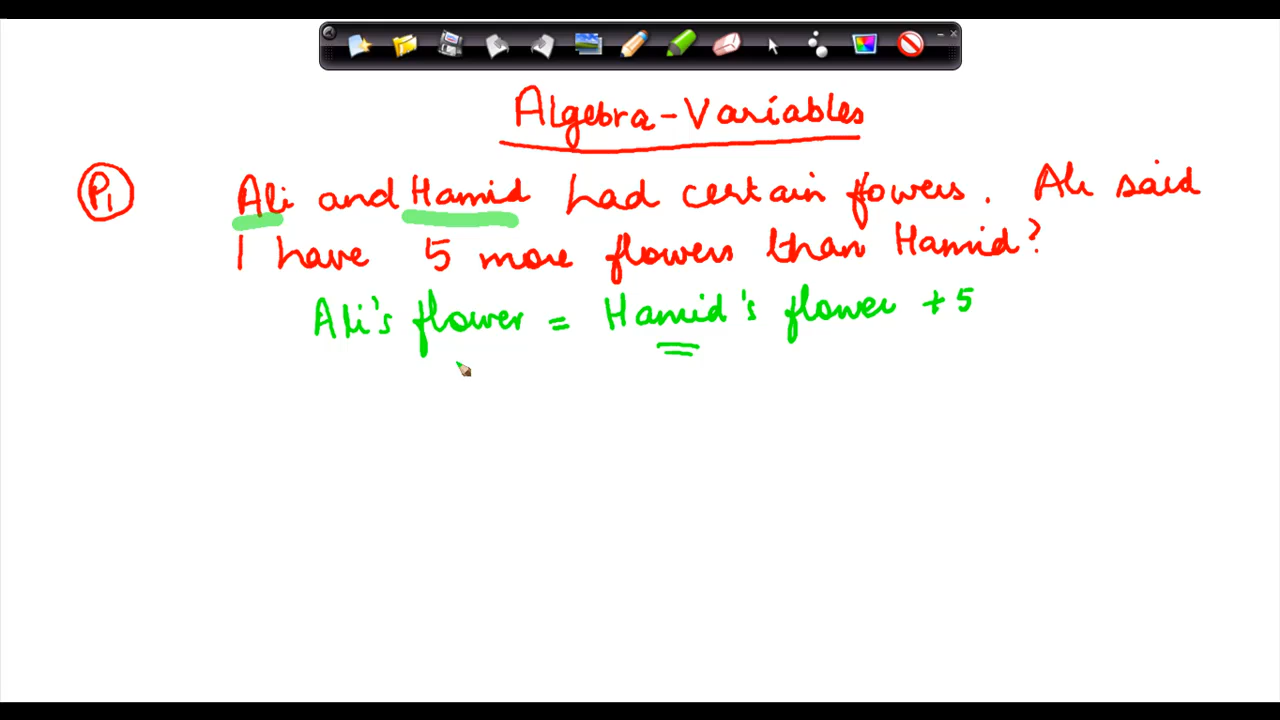 Algebra-Variables
P1 Ali and Hamid had certain fowers. Ali said
I have 5 more flowers than Hamid?
Ali's flower = Hamid's flower + 5